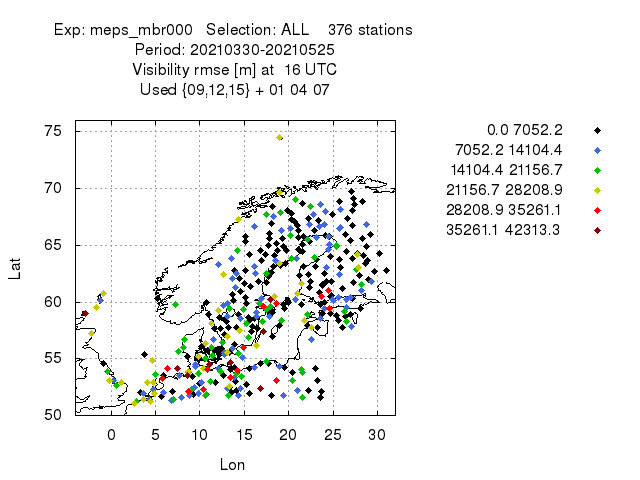 Exp: meps_mbr000 Selection: ALL 376 stations
Period: 20210330-20210525
Visibility rmse [m] at 16 UTC
Used {09,12,15} + 01 04 07
0.0 7052.2
7052.2 14104.4
14104.4 21156.7
21156.7 28208.9
28208.9 35261.1
35261.1 42313.3
75
70
65
60
55
50
Lat
0 5 10 15 20 25 30
Lon